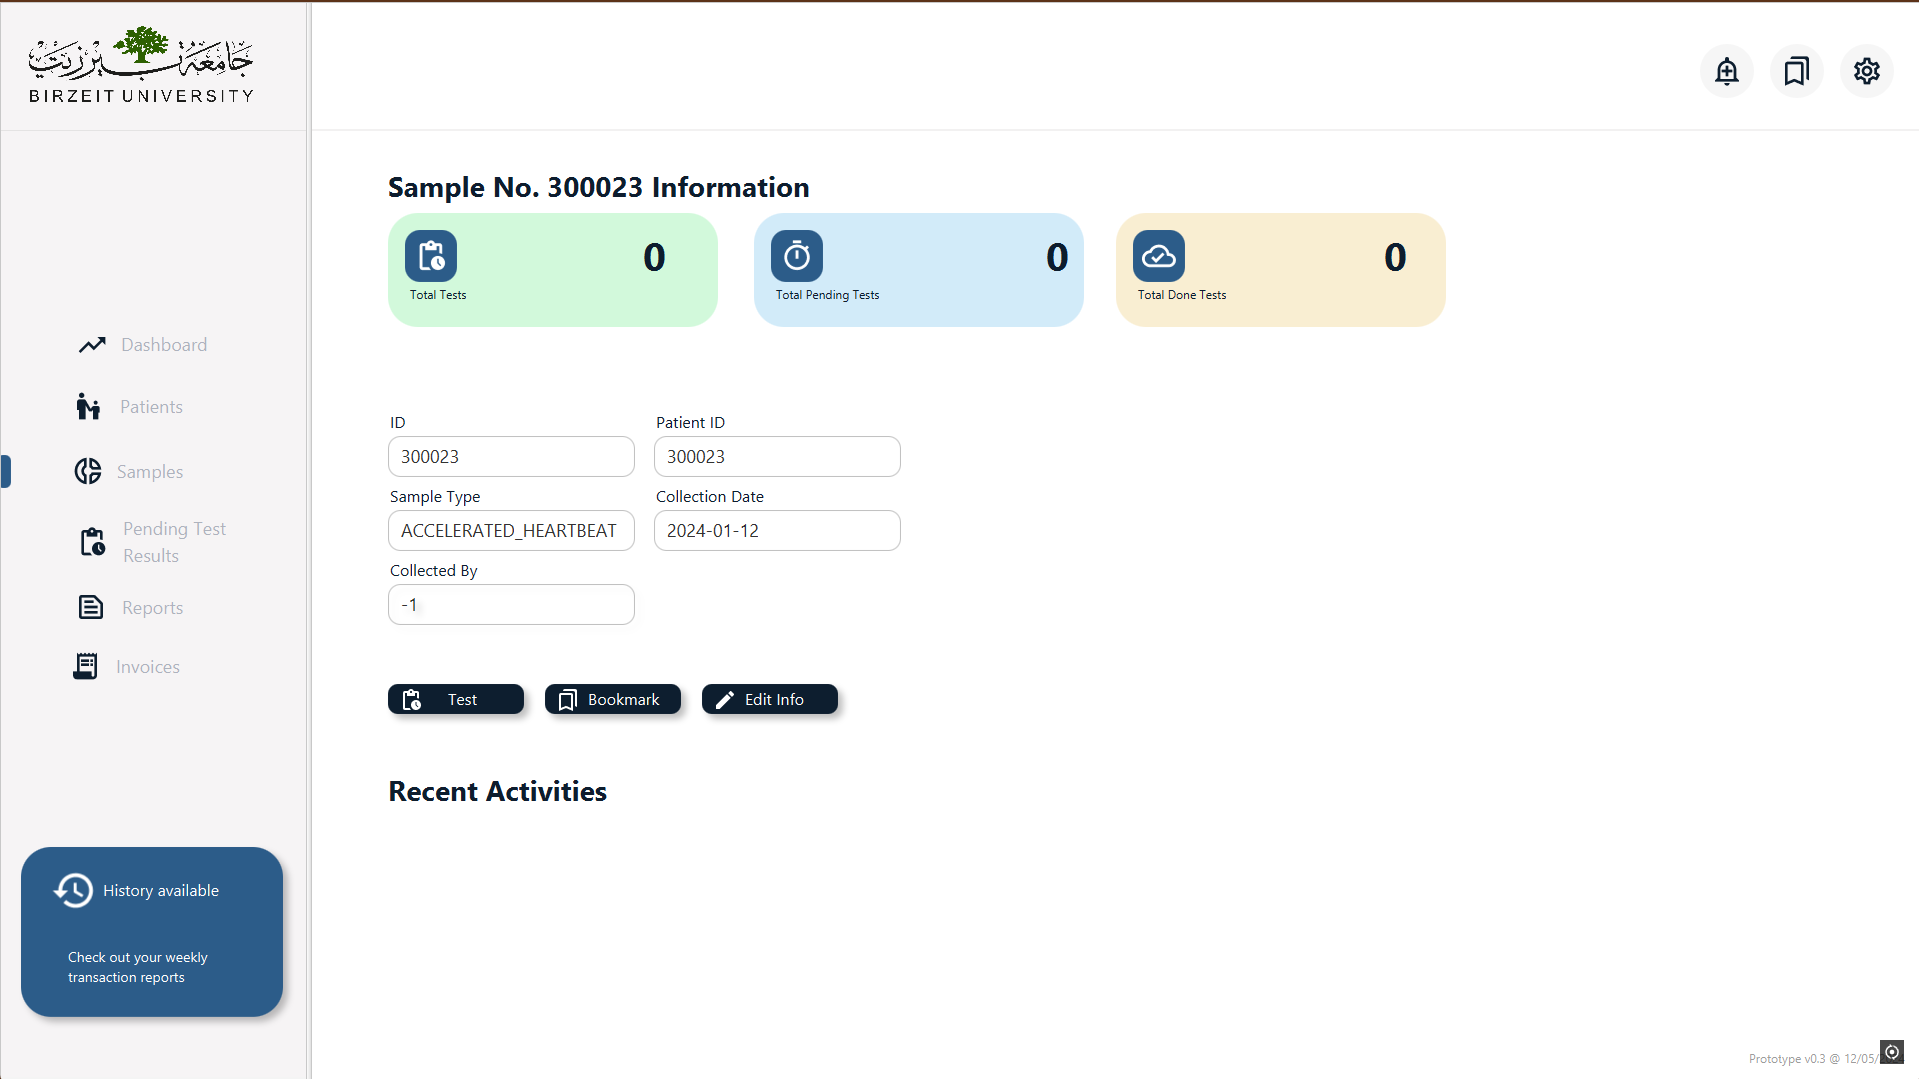 جامعة بيرزيت
BIRZEIT UNIVERSITY
Dashboard
Patients
Samples
Pending Test
Results
Reports
Invoices
History available
Check out your weekly
transaction reports
Sample No. 300023 Information
0
Total Tests
0
Total Pending Tests
0
Total Done Tests
ID
Patient ID
300023
300023
Sample Type
Collection Date
ACCELERATED_HEARTBEAT
2024-01-12
Collected By
-1
Test
Bookmark
Edit Info
Recent Activities
Prototype v0.3 @ 12/05/